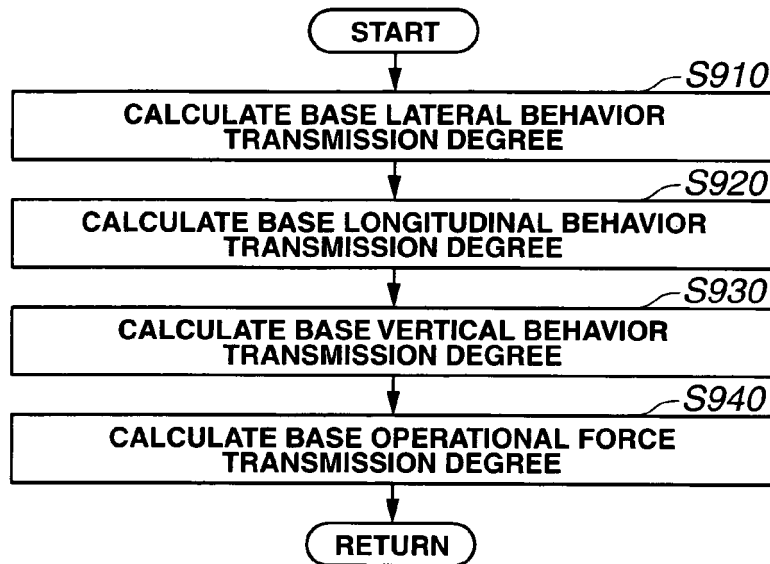 START
S910
CALCULATE BASE LATERAL BEHAVIOR
TRANSMISSION DEGREE
S920
CALCULATE BASE LONGITUDINAL BEHAVIOR
TRANSMISSION DEGREE
S930
CALCULATE BASE VERTICAL BEHAVIOR
TRANSMISSION DEGREE
S940
CALCULATE BASE OPERATIONAL FORCE
TRANSMISSION DEGREE
RETURN